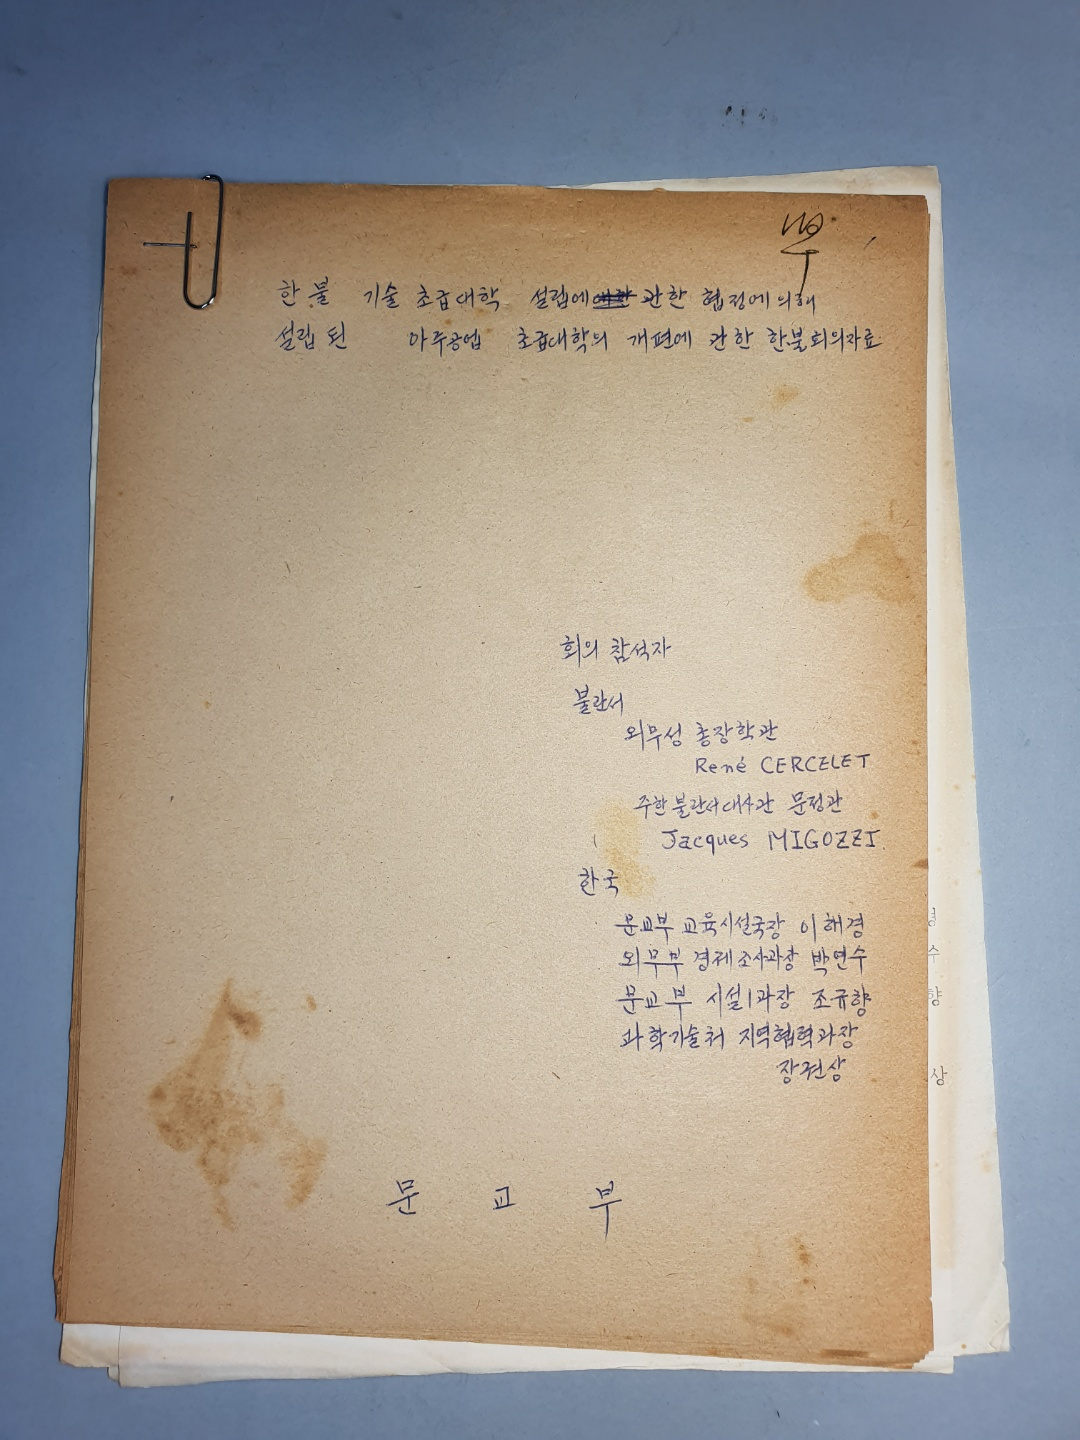 한불 기술 초급대학 설립에 관한 협정에 의해
설립된 아주공업 초급대학의 개편에 관한 한불회의자료
회의 참석자
불란서
외무성 총장학관
René CERCELET
주한불란서대사관 문정관
Jacques MIGOZZI.
한국
문교부 교육시설국장 이해경
외무부 경제조사과장 박연수
문교부 시설1과장 조규향
과학기술처 지역협력과장
장권상
문 교 부
수
향
상